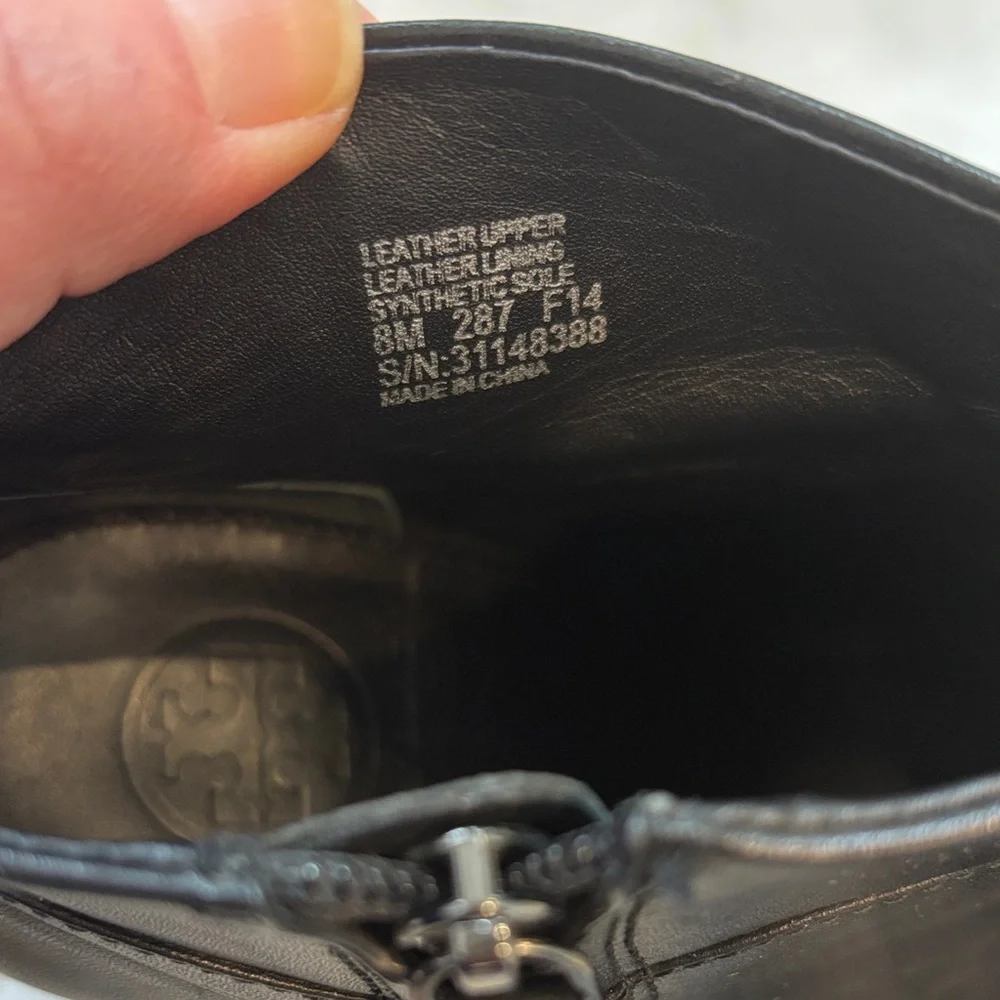 LEATHER UPPER
LEATHER LINING
SYNTHETIC SOLE
8M 287 F14
S/N:31148388
MADE IN CHINA